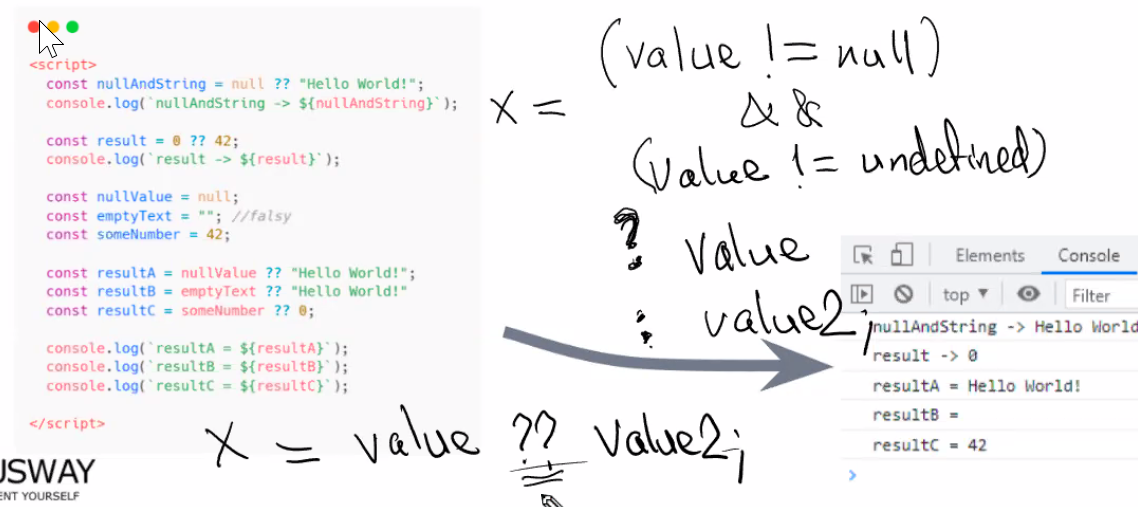 <script>
const nullAndString = null ?? "Hello World!";
console.log(`nullAndString -> ${nullAndString}`);
const result = 0 ?? 42;
console.log(`result -> ${result}`);
const nullValue = null;
const emptyText = ""; //falsy
const someNumber = 42;
const resultA = nullValue ?? "Hello World!";
const resultB = emptyText ?? "Hello World!"
const resultC = someNumber ?? 0;
console.log(`resultA = ${resultA}`);
console.log(`resultB = ${resultB}`);
console.log(`resultC = ${resultC}`);
</script>
(value != null)
x = &&
(value != undefined)
? value
: value2;
x = value ?? value2;
Elements Console
top ▼ Filter
nullAndString -> Hello World
result -> 0
resultA = Hello World!
resultB =
resultC = 42
>
USWAY
ENT YOURSELF